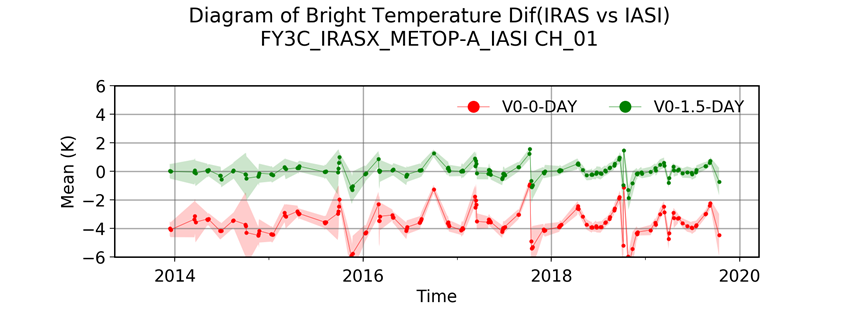 Diagram of Bright Temperature Dif(IRAS vs IASI)
FY3C_IRASX_METOP-A_IASI CH_01
V0-0-DAY
V0-1.5-DAY
6
4
2
0
−2
−4
−6
Mean (K)
2014
2016
2018
2020
Time